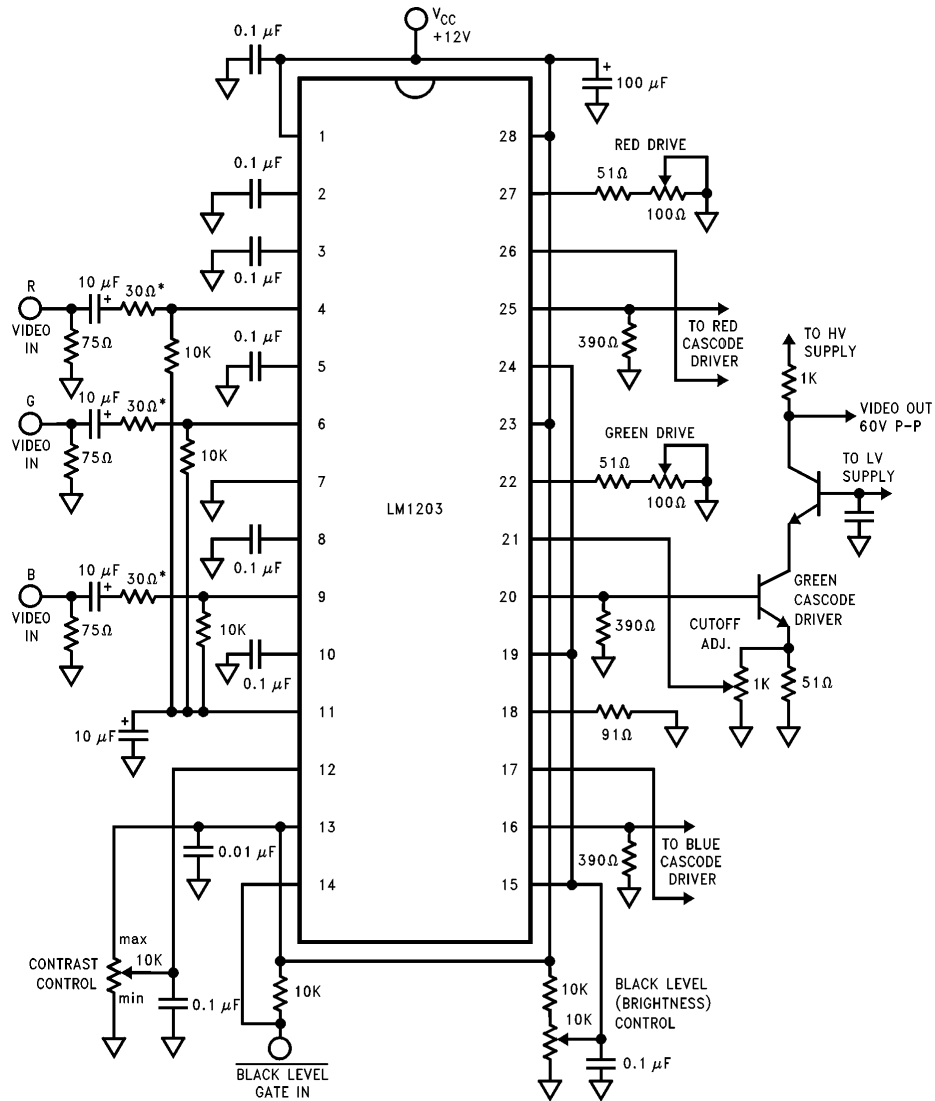 V_CC
+12V
0.1 μF
+
100 μF
1
28
RED DRIVE
0.1 μF
51Ω
2
27
100Ω
3
26
0.1 μF
R
10 μF
+
30Ω*
4
25
VIDEO
IN
75Ω
10K
0.1 μF
390Ω
TO RED
CASCODE
DRIVER
TO HV
SUPPLY
5
24
1K
G
10 μF
+
30Ω*
6
23
VIDEO OUT
60V P-P
VIDEO
IN
75Ω
10K
GREEN DRIVE
51Ω
TO LV
SUPPLY
7
22
100Ω
LM1203
8
21
0.1 μF
B
10 μF
+
30Ω*
9
20
GREEN
CASCODE
DRIVER
VIDEO
IN
75Ω
10K
390Ω
CUTOFF
ADJ.
10
19
0.1 μF
1K
51Ω
11
18
+
10 μF
91Ω
12
17
13
16
0.01 μF
390Ω
TO BLUE
CASCODE
DRIVER
14
15
max
CONTRAST
CONTROL
10K
min
0.1 μF
10K
10K
10K
BLACK LEVEL
(BRIGHTNESS)
CONTROL
0.1 μF
BLACK LEVEL
GATE IN